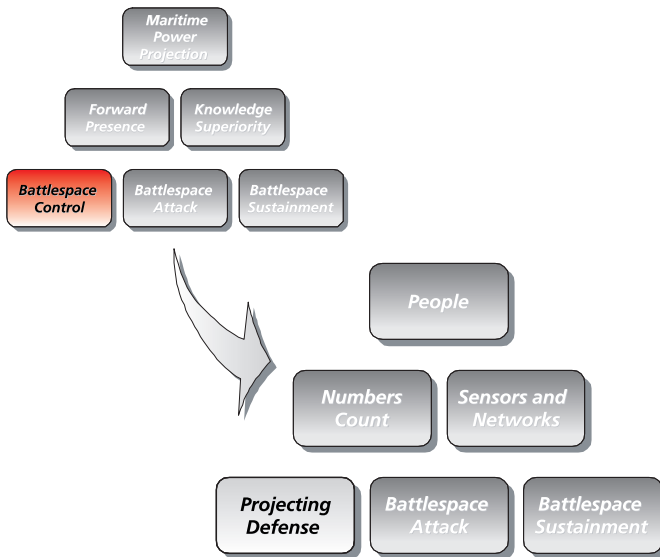 Maritime
Power
Projection
Forward
Presence
Knowledge
Superiority
Battlespace
Control
Battlespace
Attack
Battlespace
Sustainment
People
Numbers
Count
Sensors and
Networks
Projecting
Defense
Battlespace
Attack
Battlespace
Sustainment